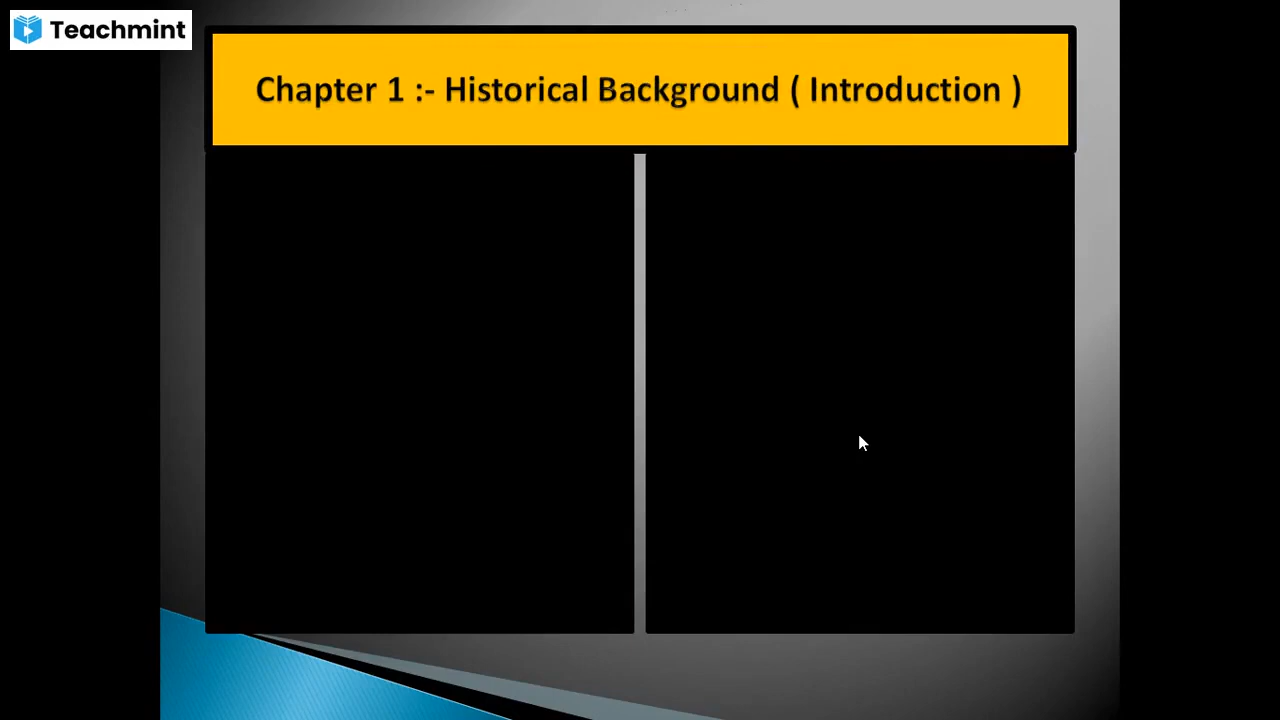 Teachmint
Chapter 1 :- Historical Background ( Introduction )